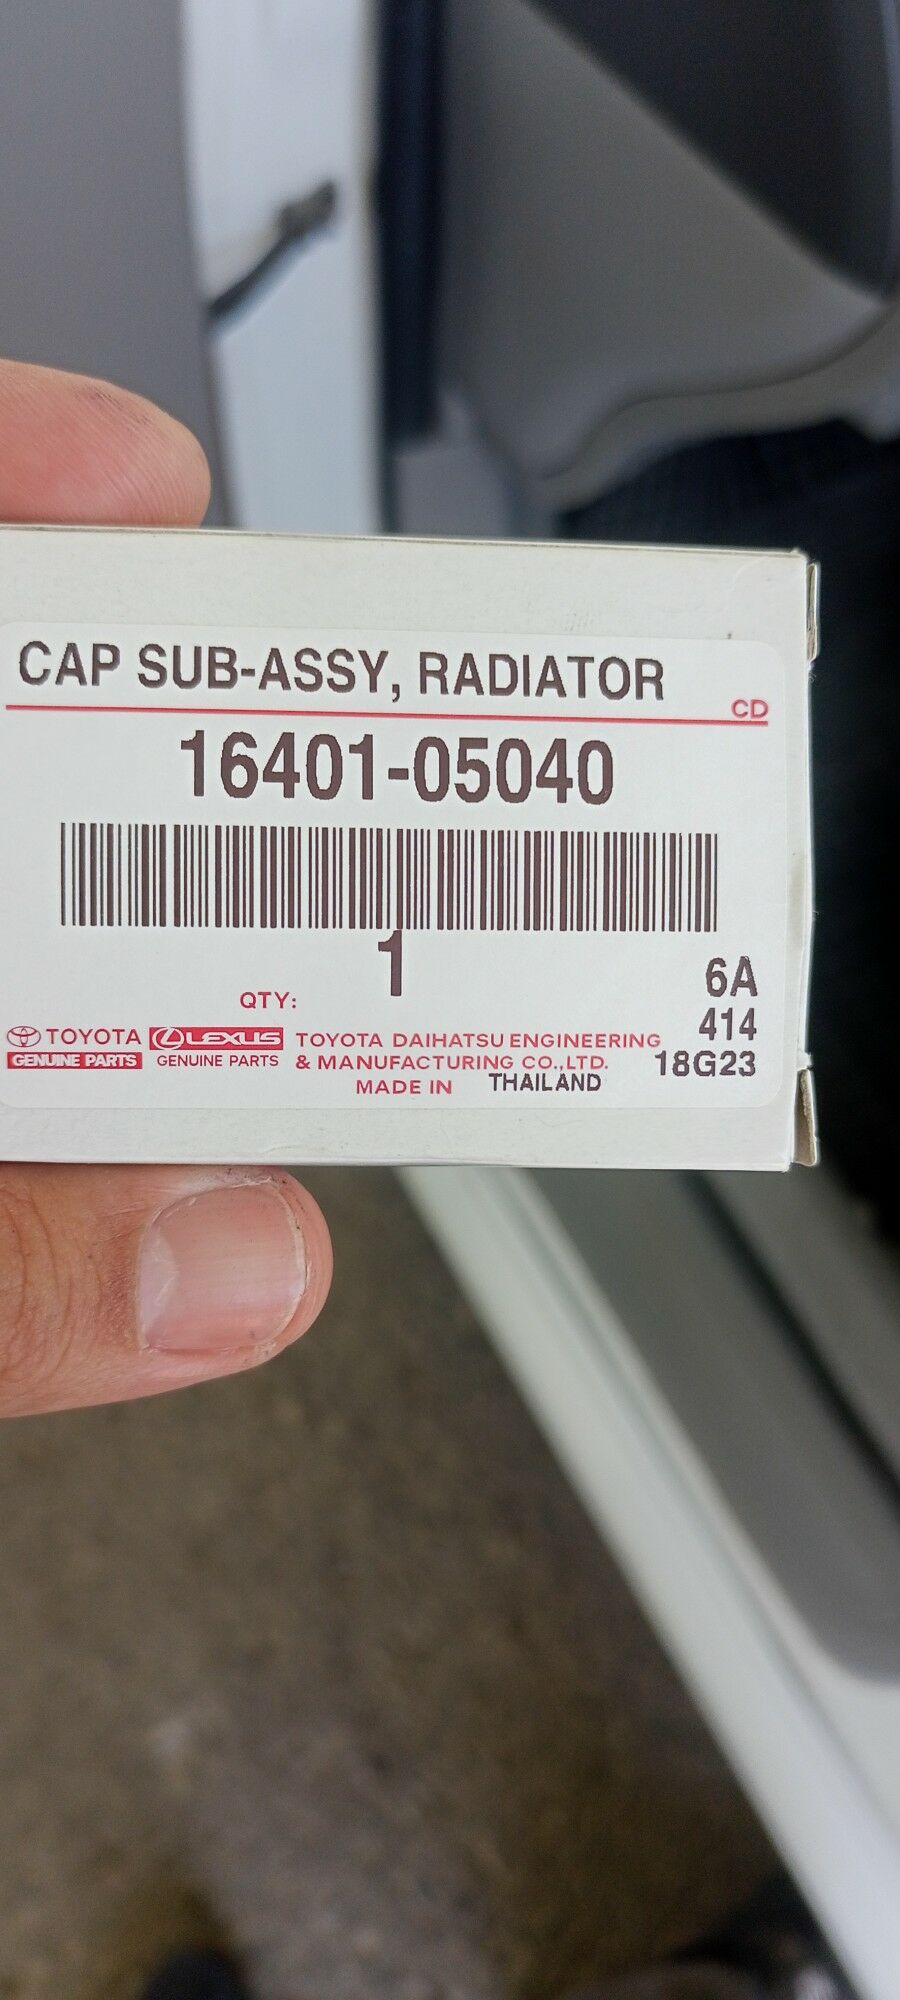 CAP SUB-ASSY, RADIATOR
CD
16401-05040
QTY: 1
6A
414
18G23
TOYOTA
GENUINE PARTS
LEXUS
GENUINE PARTS
TOYOTA DAIHATSU ENGINEERING
& MANUFACTURING CO.,LTD.
MADE IN THAILAND